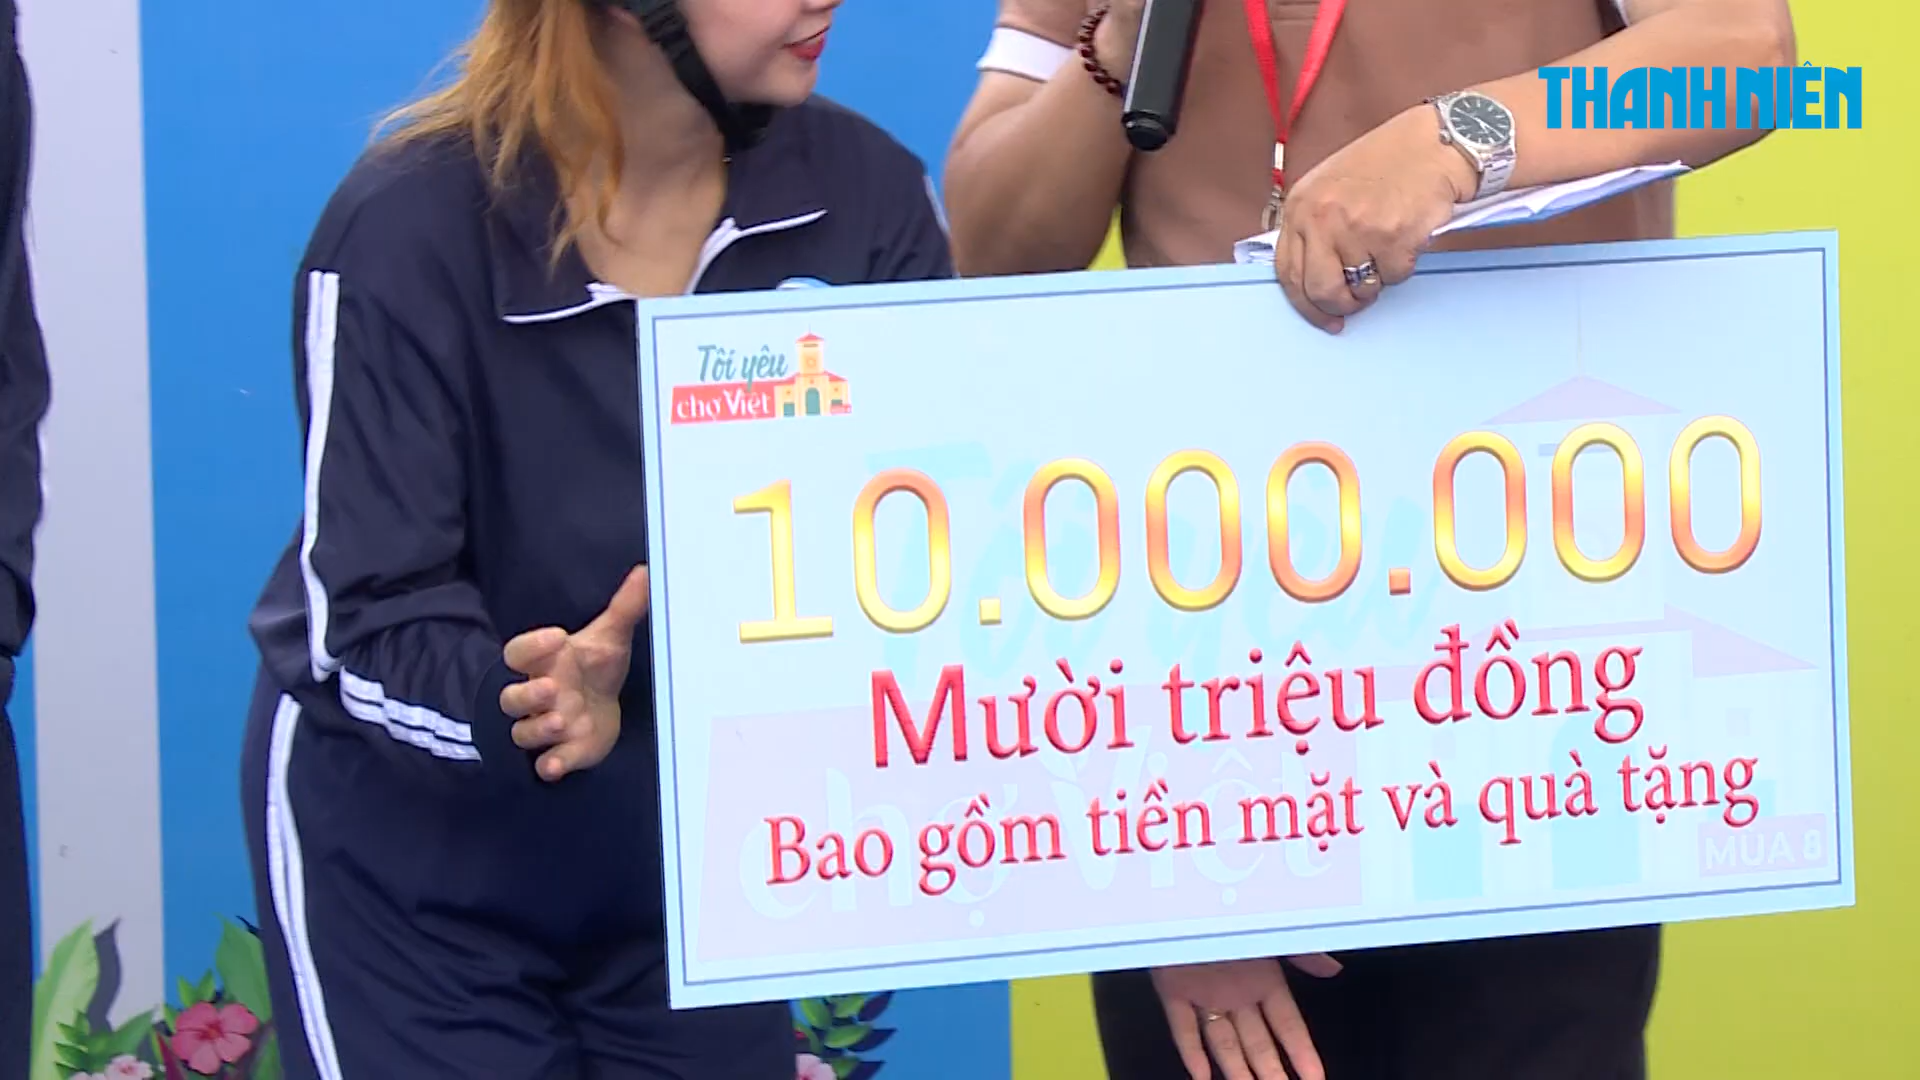 THANH NIÊN
Tôi yêu
chợ Việt
10.000.000
Mười triệu đồng
Bao gồm tiền mặt và quà tặng
MÙA 8